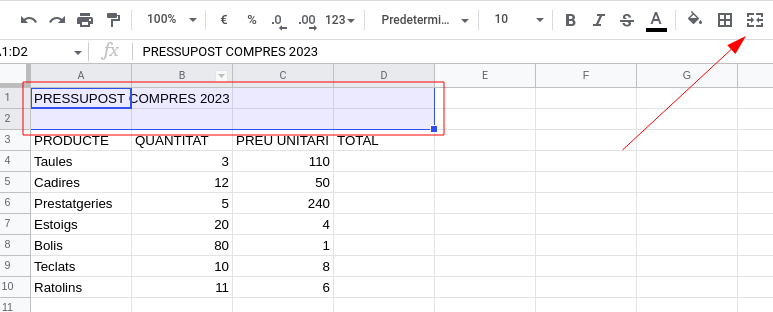 100% € % .0 .00 123 Predetermi... 10 B I S A
A1:D2 fx PRESSUPOST COMPRES 2023
A B C D E F G
1 PRESSUPOST COMPRES 2023
2
3 PRODUCTE QUANTITAT PREU UNITARI TOTAL
4 Taules 3 110
5 Cadires 12 50
6 Prestatgeries 5 240
7 Estoigs 20 4
8 Bolis 80 1
9 Teclats 10 8
10 Ratolins 11 6
11